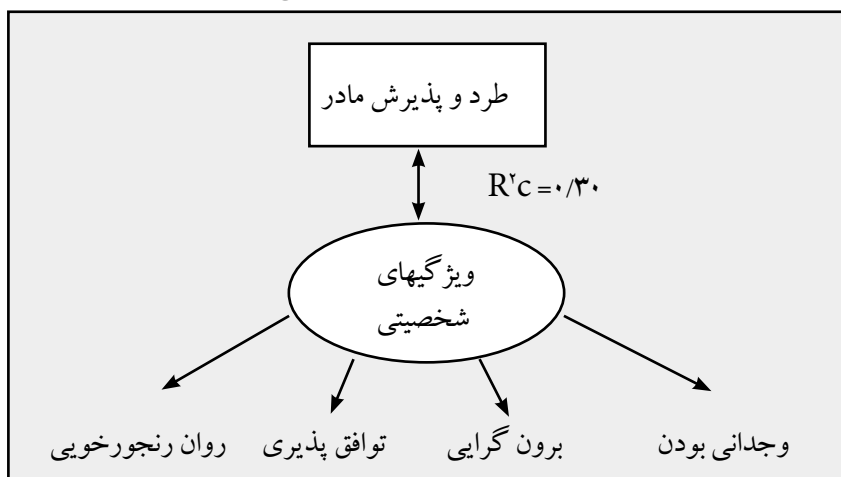 طرد و پذیرش مادر
R²c =۰/۳۰
ویژگیهای
شخصیتی
وجدانی بودن
برون گرایی
توافق پذیری
روان رنجورخویی